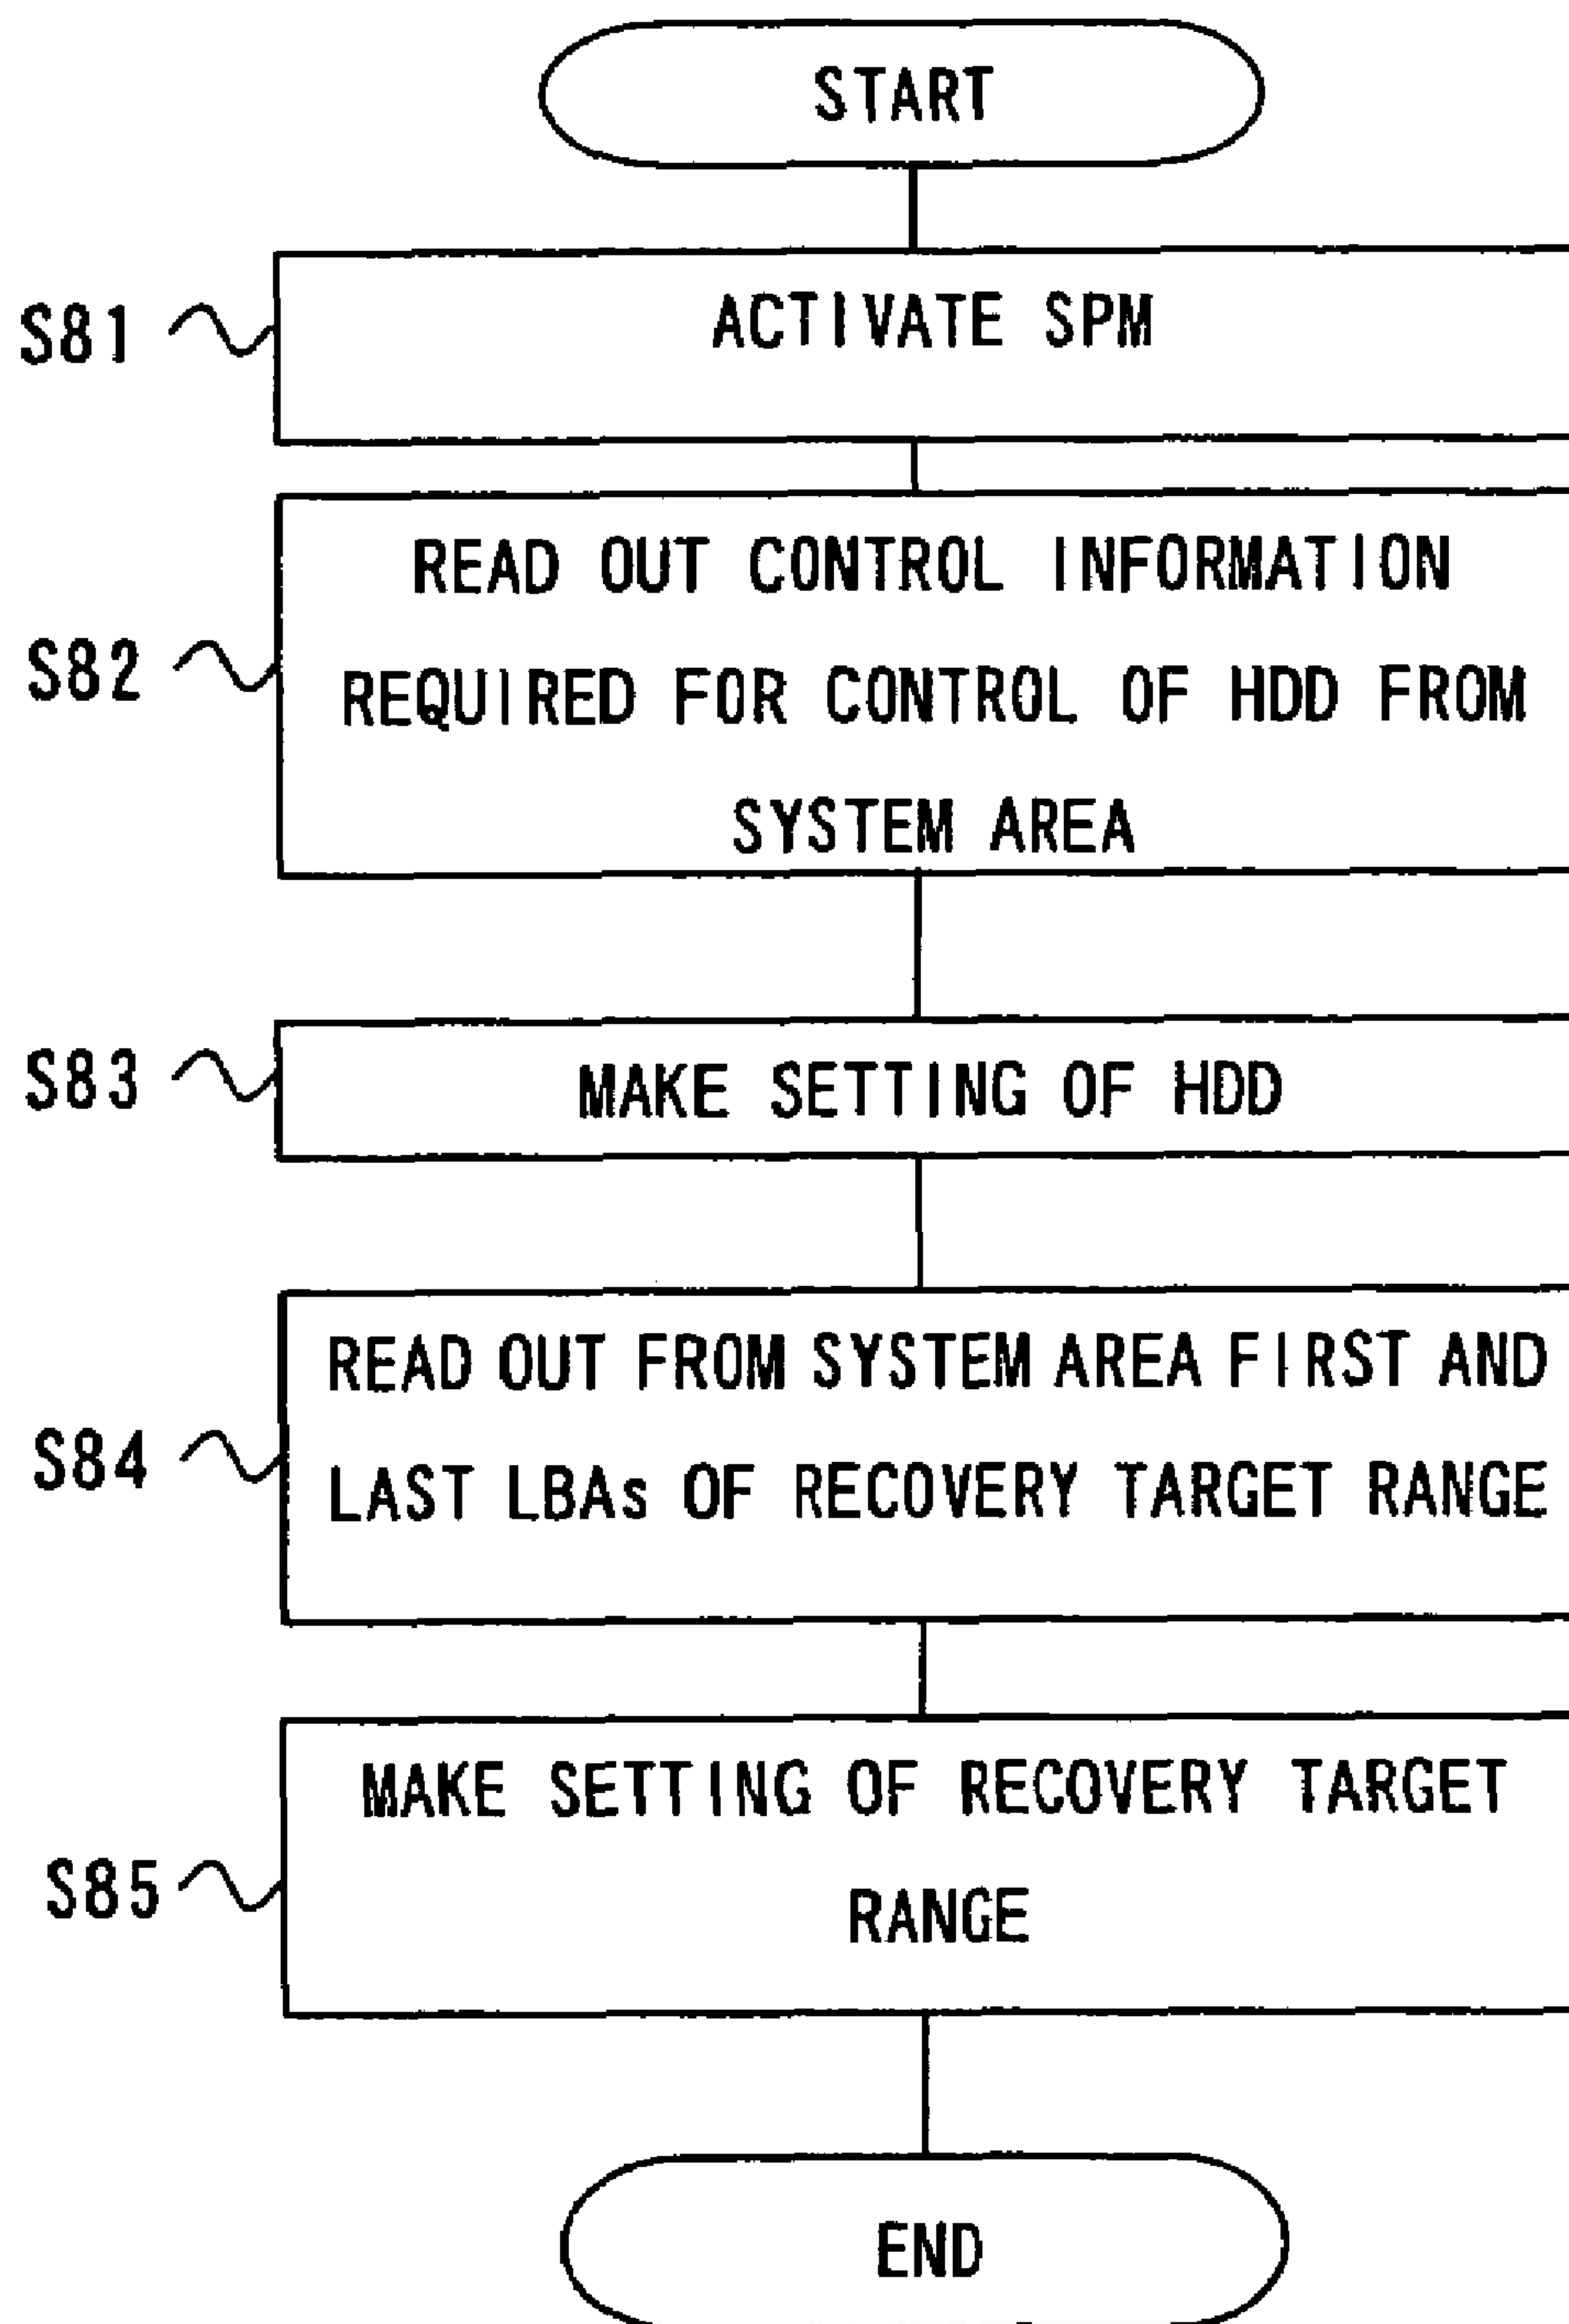 START
S81
ACTIVATE SPM
READ OUT CONTROL INFORMATION
S82
REQUIRED FOR CONTROL OF HDD FROM
SYSTEM AREA
S83
MAKE SETTING OF HDD
READ OUT FROM SYSTEM AREA FIRST AND
S84
LAST LBAs OF RECOVERY TARGET RANGE
MAKE SETTING OF RECOVERY TARGET
S85
RANGE
END